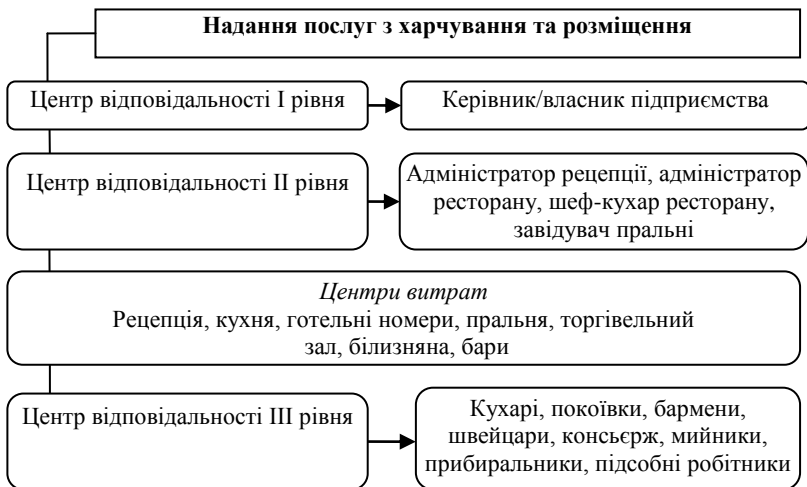 Надання послуг з харчування та розміщення
Центр відповідальності І рівня
Керівник/власник підприємства
Центр відповідальності ІІ рівня
Адміністратор рецепції, адміністратор
ресторану, шеф-кухар ресторану,
завідувач пральні
Центри витрат
Рецепція, кухня, готельні номери, пральня, торгівельний
зал, білизняна, бари
Центр відповідальності ІІІ рівня
Кухарі, покоївки, бармени,
швейцари, консьєрж, мийники,
прибиральники, підсобні робітники